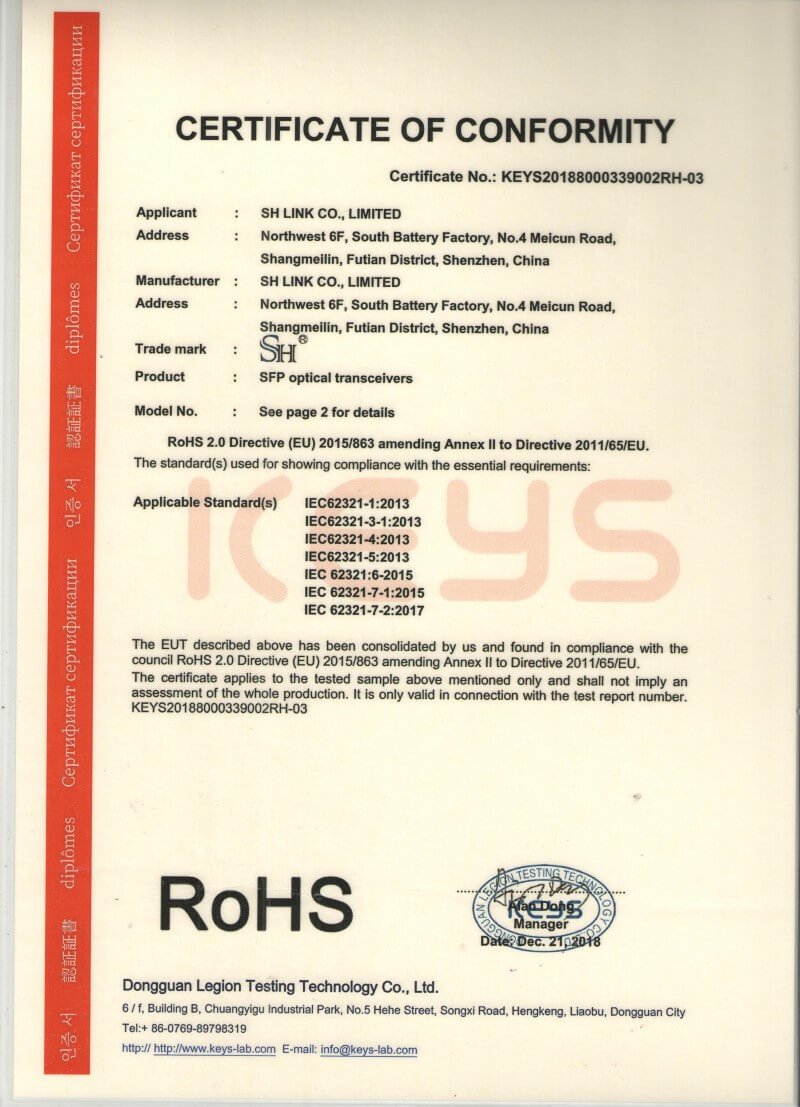 CERTIFICATE OF CONFORMITY
Certificate No.: KEYS20188000339002RH-03
Applicant : SH LINK CO., LIMITED
Address : Northwest 6F, South Battery Factory, No.4 Meicun Road,
Shangmeilin, Futian District, Shenzhen, China
Manufacturer : SH LINK CO., LIMITED
Address : Northwest 6F, South Battery Factory, No.4 Meicun Road,
Shangmeilin, Futian District, Shenzhen, China
Trade mark : SH®
Product : SFP optical transceivers
Model No. : See page 2 for details
RoHS 2.0 Directive (EU) 2015/863 amending Annex II to Directive 2011/65/EU.
The standard(s) used for showing compliance with the essential requirements:
KEYS
Applicable Standard(s) IEC62321-1:2013
IEC62321-3-1:2013
IEC62321-4:2013
IEC62321-5:2013
IEC 62321:6-2015
IEC 62321-7-1:2015
IEC 62321-7-2:2017
The EUT described above has been consolidated by us and found in compliance with the
council RoHS 2.0 Directive (EU) 2015/863 amending Annex II to Directive 2011/65/EU.
The certificate applies to the tested sample above mentioned only and shall not imply an
assessment of the whole production. It is only valid in connection with the test report number.
KEYS20188000339002RH-03
RoHS
DONGGUAN LEGION TESTING TECHNOLOGY CO., LTD
KEYS
Alan Dong
Manager
Date: Dec. 21, 2018
Dongguan Legion Testing Technology Co., Ltd.
6 / f, Building B, Chuangyigu Industrial Park, No.5 Hehe Street, Songxi Road, Hengkeng, Liaobu, Dongguan City
Tel:+ 86-0769-89798319
http:// http://www.keys-lab.com E-mail: info@keys-lab.com
인증 서 認証証書 diplômes Сертификат сертификации 인증 서 認証証書 diplômes Сертификат сертификации